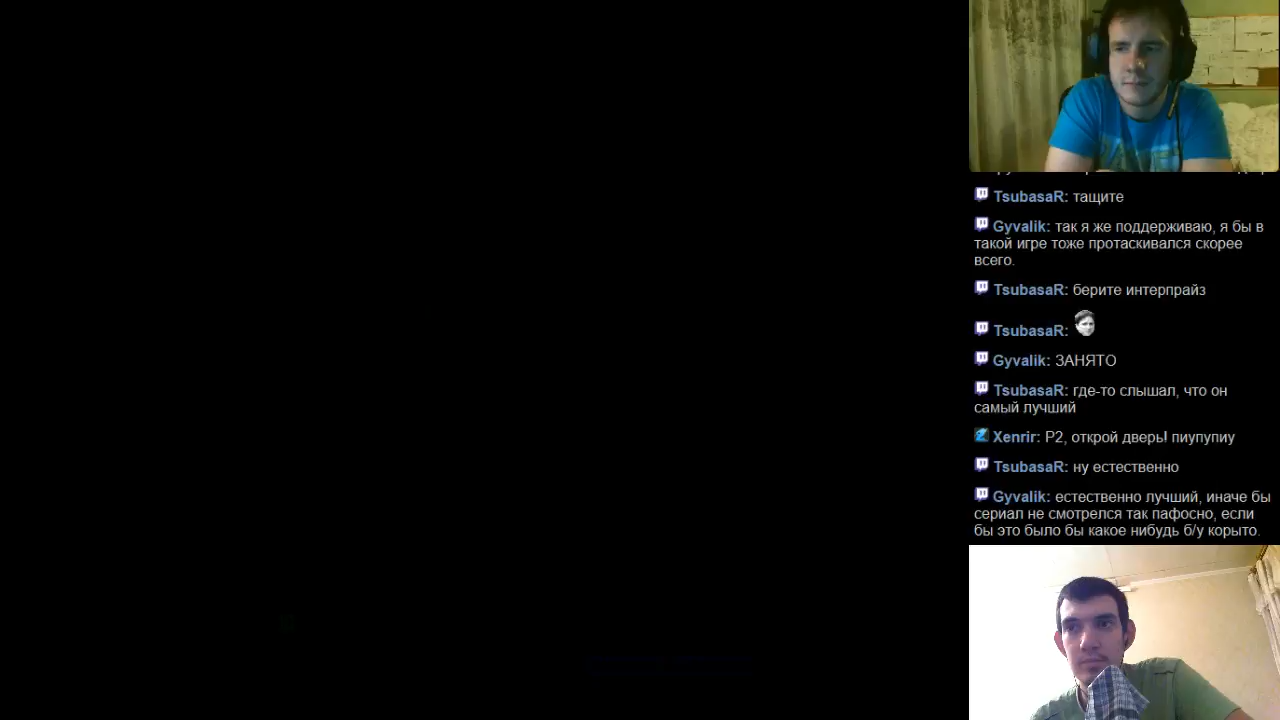 TsubasaR: тащите
Gyvalik: так я же поддерживаю, я бы в
такой игре тоже протаскивался скорее
всего.
TsubasaR: берите интерпрайз
TsubasaR:
Gyvalik: ЗАНЯТО
TsubasaR: где-то слышал, что он
самый лучший
Xenrir: Р2, открой дверь! пиупупиу
TsubasaR: ну естественно
Gyvalik: естественно лучший, иначе бы
сериал не смотрелся так пафосно, если
бы это было бы какое нибудь б/у корыто.